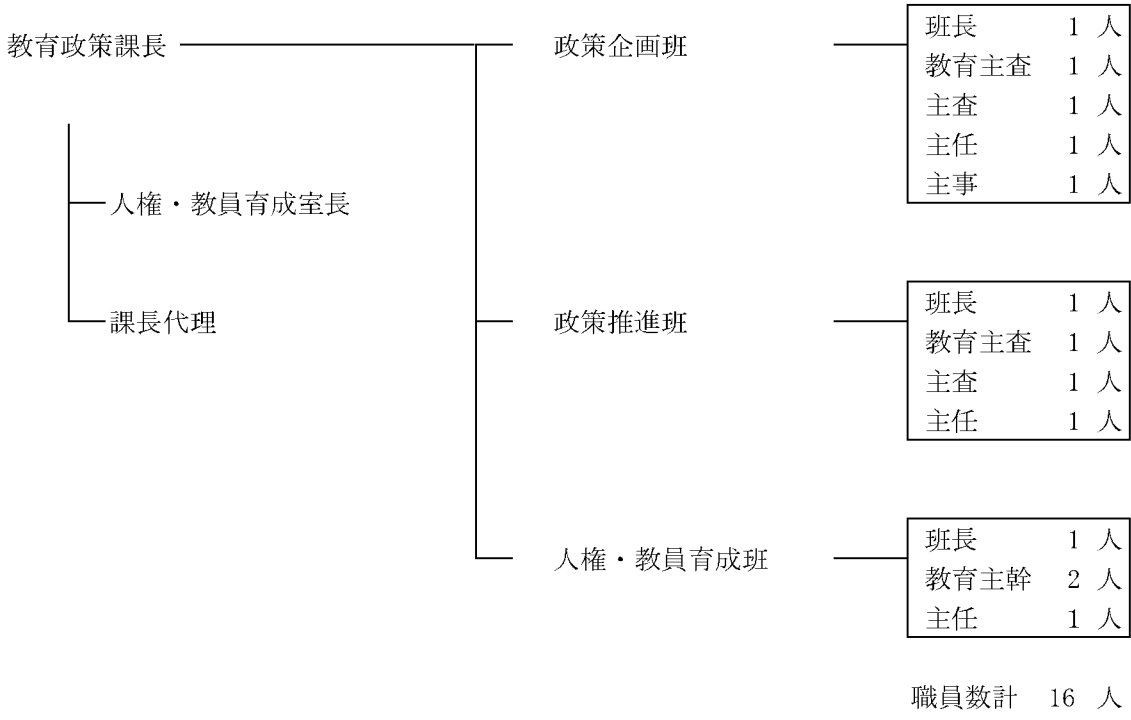 教育政策課長
政策企画班
班長 1 人
教育主査 1 人
主査 1 人
主任 1 人
主事 1 人
人権・教員育成室長
課長代理
政策推進班
班長 1 人
教育主査 1 人
主査 1 人
主任 1 人
人権・教員育成班
班長 1 人
教育主幹 2 人
主任 1 人
職員数計 16 人